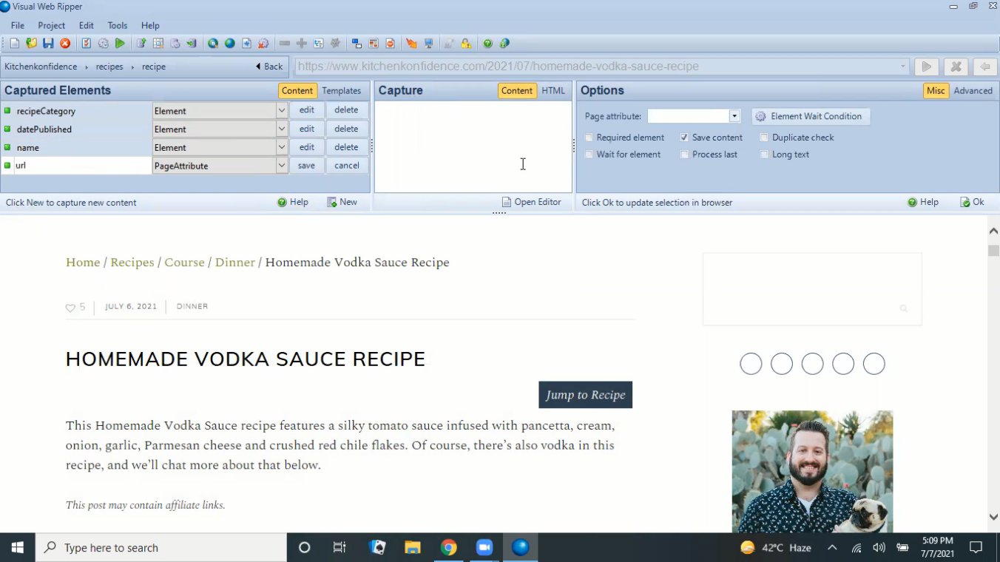 Visual Web Ripper
File Project Edit Tools Help
Kitchenkonfidence › recipes › recipe Back https://www.kitchenkonfidence.com/2021/07/homemade-vodka-sauce-recipe
Captured Elements Content Templates
recipeCategory Element edit delete
datePublished Element edit delete
name Element edit delete
url PageAttribute save cancel
Click New to capture new content Help New
Capture Content HTML
Open Editor
Options Misc Advanced
Page attribute: Element Wait Condition
Required element Save content Duplicate check
Wait for element Process last Long text
Click Ok to update selection in browser Help Ok
Home / Recipes / Course / Dinner / Homemade Vodka Sauce Recipe
5 JULY 6, 2021 DINNER
HOMEMADE VODKA SAUCE RECIPE
Jump to Recipe
This Homemade Vodka Sauce recipe features a silky tomato sauce infused with pancetta, cream,
onion, garlic, Parmesan cheese and crushed red chile flakes. Of course, there's also vodka in this
recipe, and we'll chat more about that below.
This post may contain affiliate links.
Type here to search
42°C Haze
5:09 PM
7/7/2021